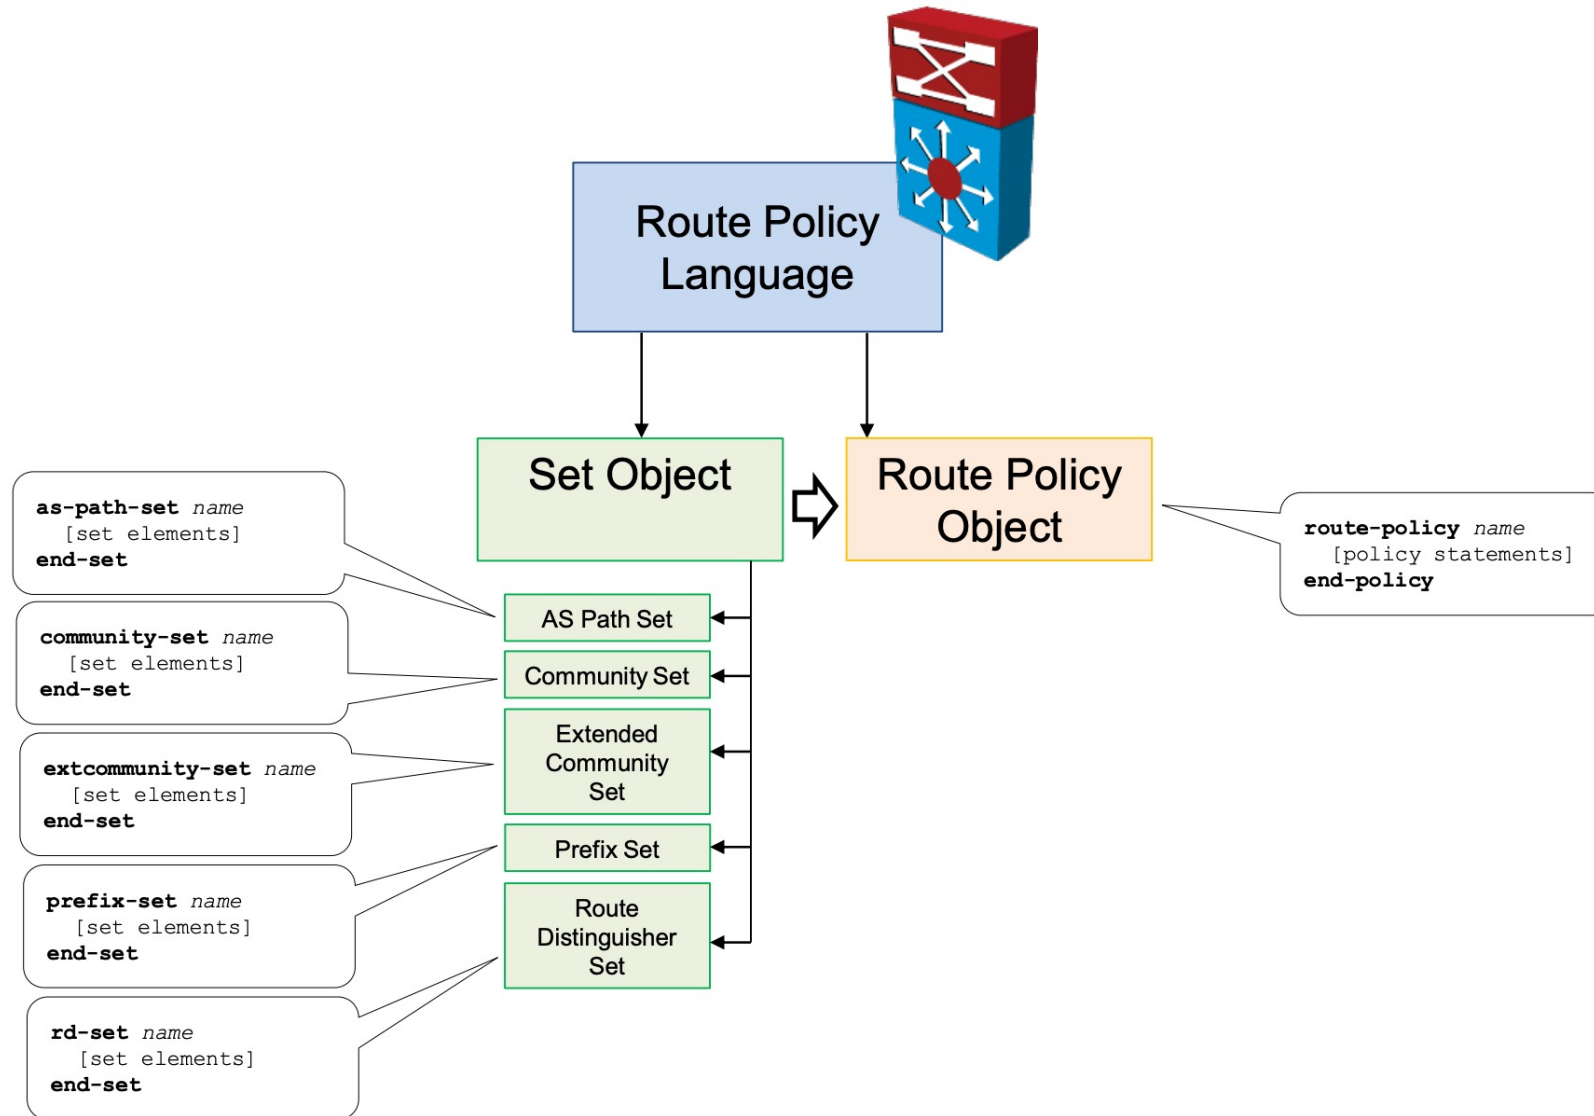 Route Policy
Language
Set Object
Route Policy
Object
as-path-set name
[set elements]
end-set
community-set name
[set elements]
end-set
extcommunity-set name
[set elements]
end-set
prefix-set name
[set elements]
end-set
rd-set name
[set elements]
end-set
AS Path Set
Community Set
Extended
Community
Set
Prefix Set
Route
Distinguisher
Set
route-policy name
[policy statements]
end-policy